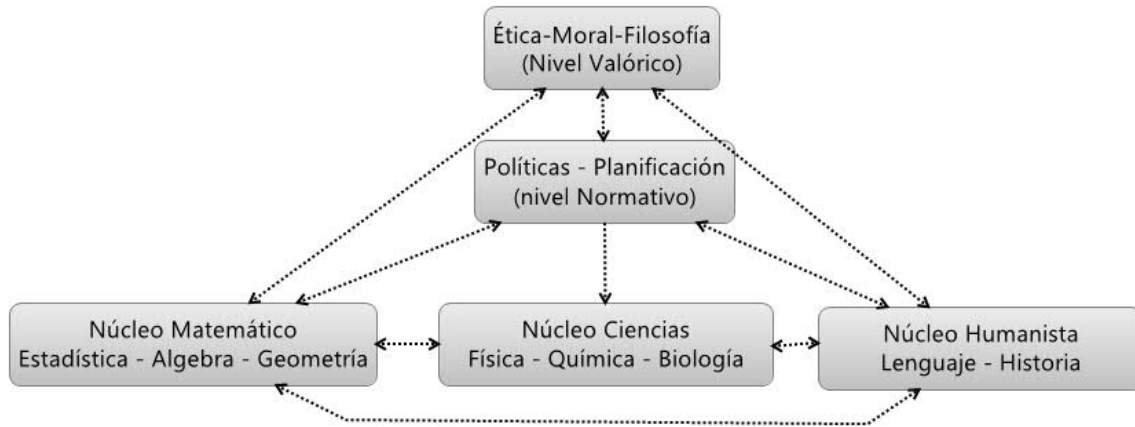 Ética-Moral-Filosofía
(Nivel Valórico)
Políticas - Planificación
(nivel Normativo)
Núcleo Matemático
Estadística - Algebra - Geometría
Núcleo Ciencias
Física - Química - Biología
Núcleo Humanista
Lenguaje - Historia